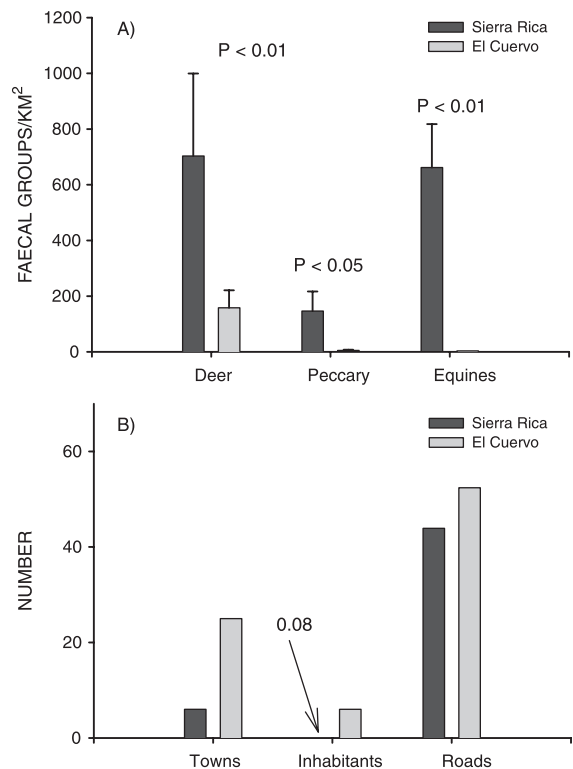 A)
Sierra Rica
El Cuervo
P < 0.01
P < 0.05
P < 0.01
FAECAL GROUPS/KM²
1200
1000
800
600
400
200
0
Deer Peccary Equines
B)
Sierra Rica
El Cuervo
0.08
NUMBER
60
40
20
0
Towns Inhabitants Roads